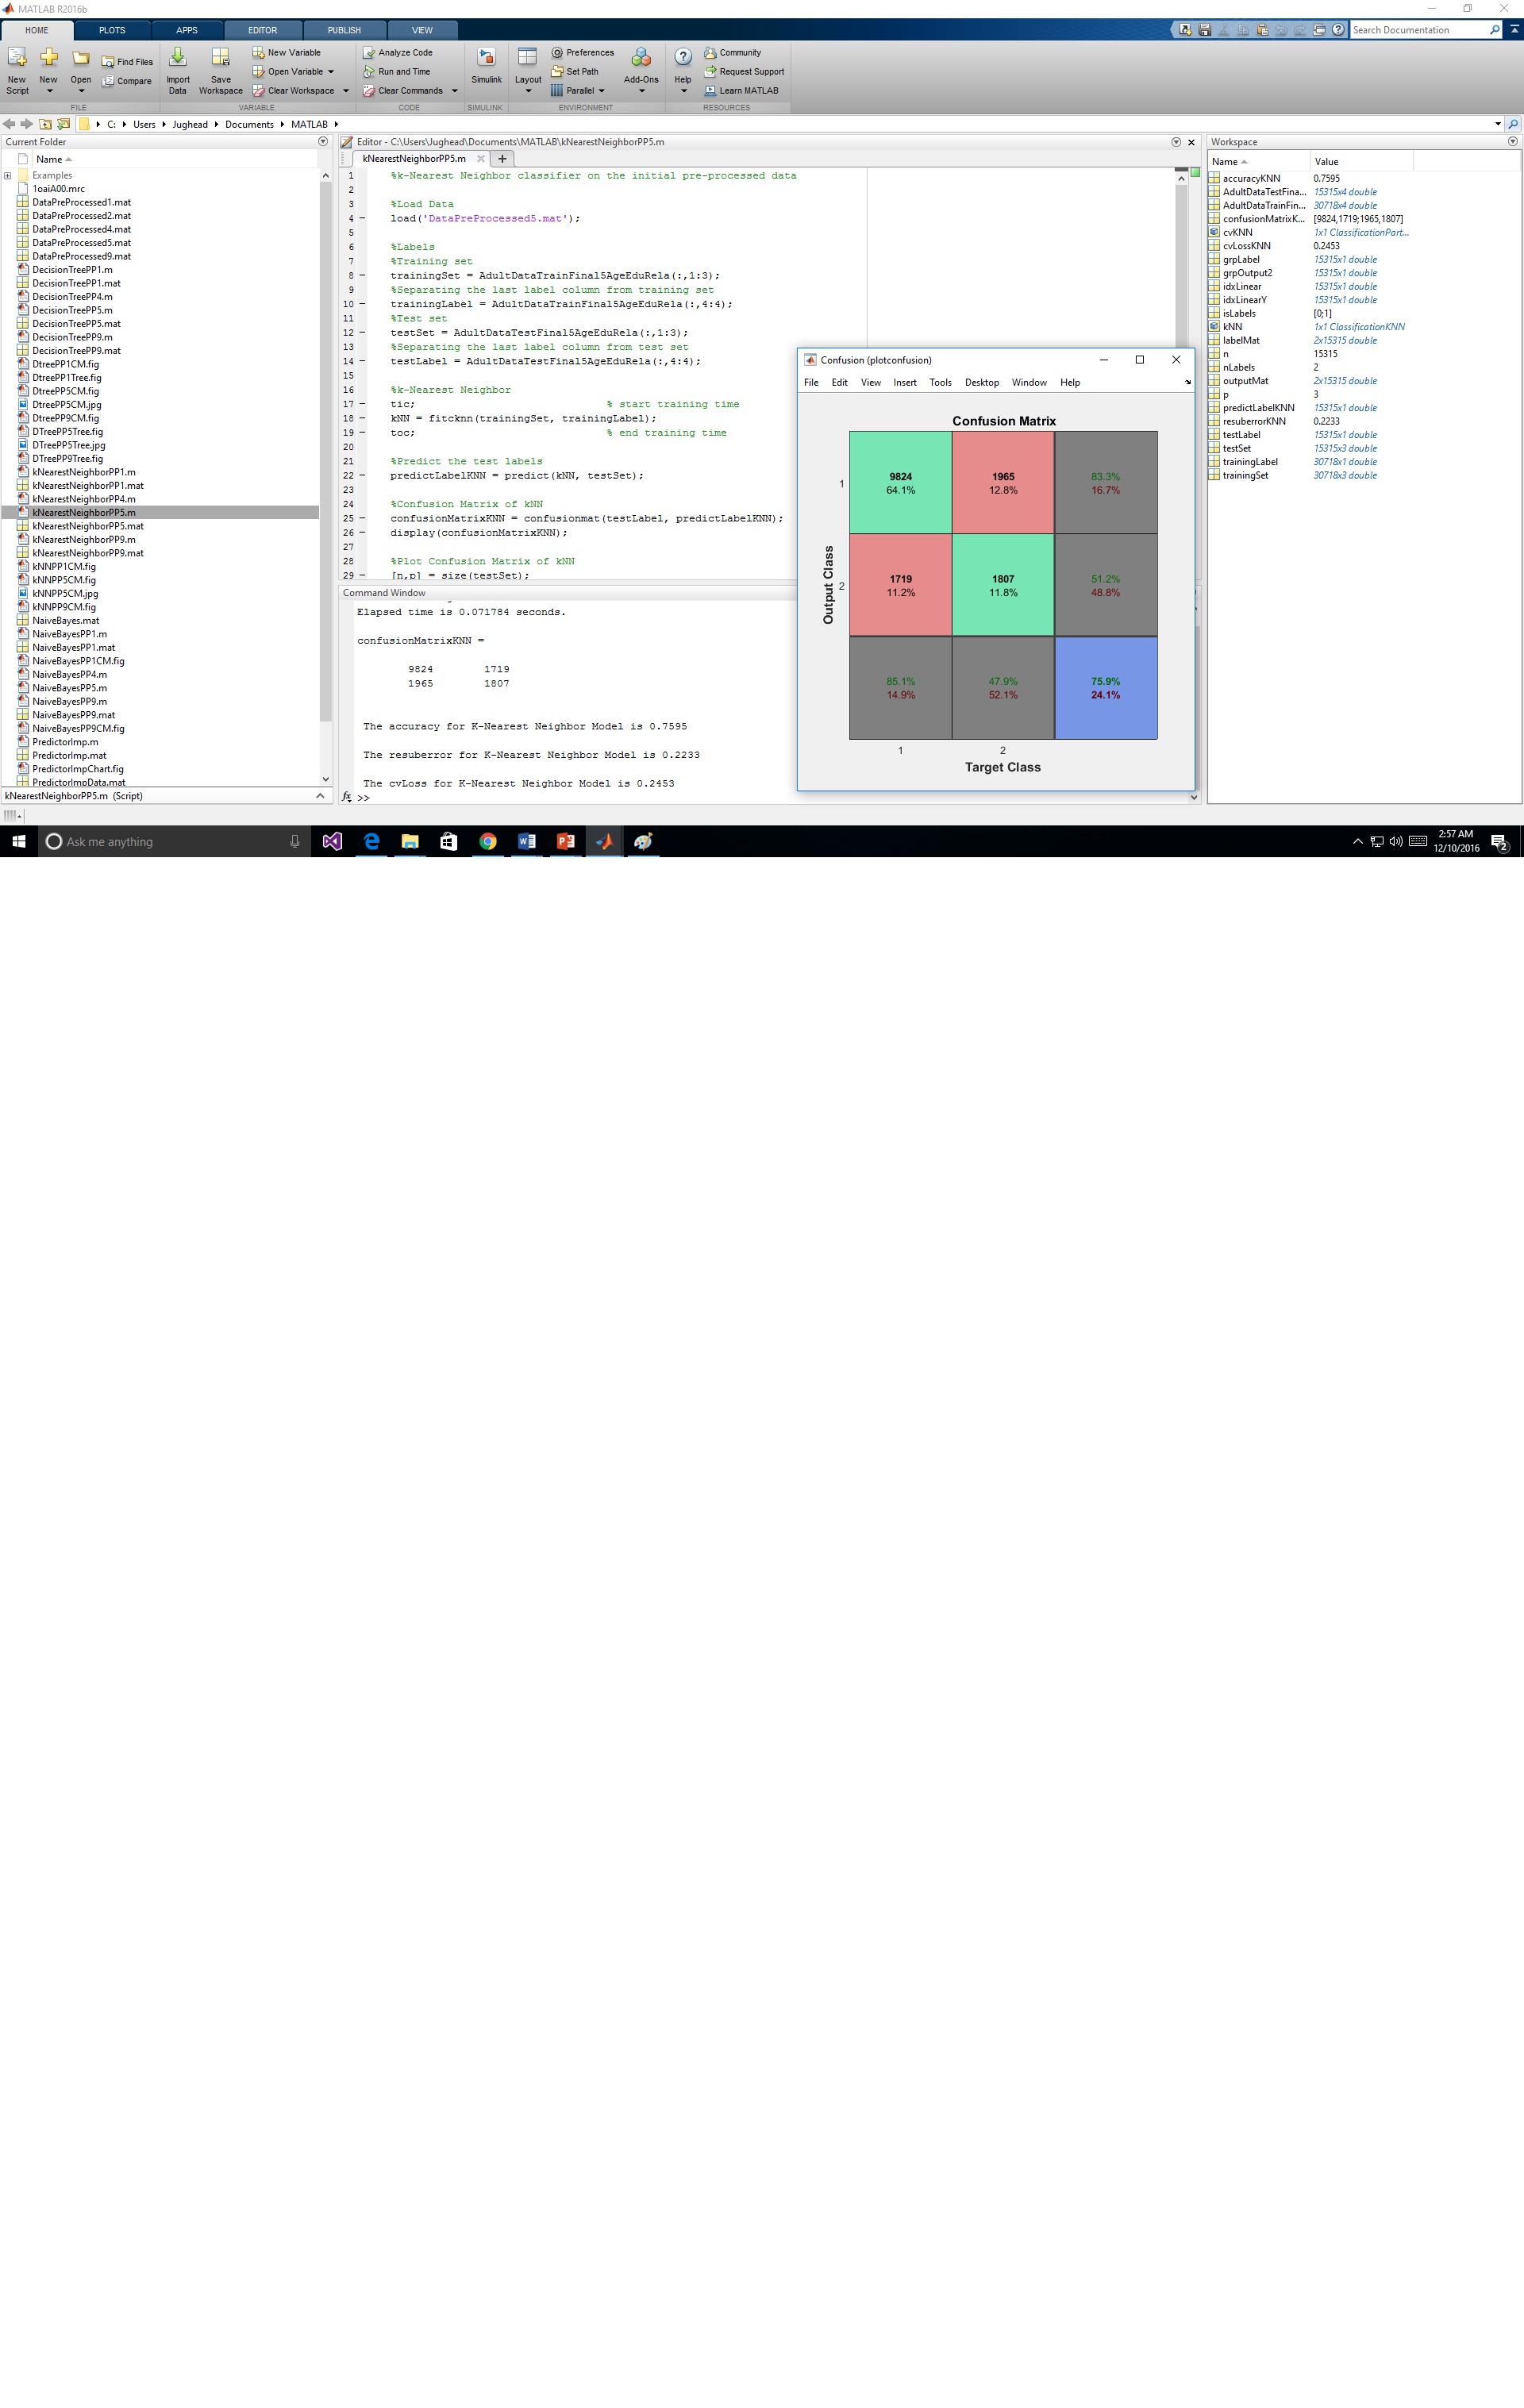 MATLAB R2016b
HOME PLOTS APPS EDITOR PUBLISH VIEW
Search Documentation
New Script
New
Open
Find Files
Compare
Import Data
Save Workspace
New Variable
Open Variable
Clear Workspace
Analyze Code
Run and Time
Clear Commands
Simulink
Layout
Preferences
Set Path
Parallel
Add-Ons
Help
Community
Request Support
Learn MATLAB
FILE VARIABLE CODE SIMULINK ENVIRONMENT RESOURCES
C: Users Jughead Documents MATLAB
Current Folder
Name
Examples
1oaiA00.mrc
DataPreProcessed1.mat
DataPreProcessed2.mat
DataPreProcessed4.mat
DataPreProcessed5.mat
DataPreProcessed9.mat
DecisionTreePP1.m
DecisionTreePP1.mat
DecisionTreePP4.m
DecisionTreePP5.m
DecisionTreePP5.mat
DecisionTreePP9.m
DecisionTreePP9.mat
DtreePP1CM.fig
DtreePP1Tree.fig
DtreePP5CM.fig
DtreePP5CM.jpg
DtreePP9CM.fig
DTreePP5Tree.fig
DTreePP5Tree.jpg
DTreePP9Tree.fig
kNearestNeighborPP1.m
kNearestNeighborPP1.mat
kNearestNeighborPP4.m
kNearestNeighborPP5.m
kNearestNeighborPP5.mat
kNearestNeighborPP9.m
kNearestNeighborPP9.mat
kNNPP1CM.fig
kNNPP5CM.fig
kNNPP5CM.jpg
kNNPP9CM.fig
NaiveBayes.mat
NaiveBayesPP1.m
NaiveBayesPP1.mat
NaiveBayesPP1CM.fig
NaiveBayesPP4.m
NaiveBayesPP5.m
NaiveBayesPP9.m
NaiveBayesPP9.mat
NaiveBayesPP9CM.fig
PredictorImp.m
PredictorImp.mat
PredictorImpChart.fig
PredictorImpData.mat
kNearestNeighborPP5.m (Script)
Editor - C:\Users\Jughead\Documents\MATLAB\kNearestNeighborPP5.m
kNearestNeighborPP5.m
1 %k-Nearest Neighbor classifier on the initial pre-processed data
2
3 %Load Data
4 – load('DataPreProcessed5.mat');
5
6 %Labels
7 %Training set
8 – trainingSet = AdultDataTrainFinal5AgeEduRela(:,1:3);
9 %Separating the last label column from training set
10 – trainingLabel = AdultDataTrainFinal5AgeEduRela(:,4:4);
11 %Test set
12 – testSet = AdultDataTestFinal5AgeEduRela(:,1:3);
13 %Separating the last label column from test set
14 – testLabel = AdultDataTestFinal5AgeEduRela(:,4:4);
15
16 %k-Nearest Neighbor
17 – tic; % start training time
18 – kNN = fitcknn(trainingSet, trainingLabel);
19 – toc; % end training time
20
21 %Predict the test labels
22 – predictLabelKNN = predict(kNN, testSet);
23
24 %Confusion Matrix of kNN
25 – confusionMatrixKNN = confusionmat(testLabel, predictLabelKNN);
26 – display(confusionMatrixKNN);
27
28 %Plot Confusion Matrix of kNN
29 – [n,p] = size(testSet);
Command Window
Elapsed time is 0.071784 seconds.
confusionMatrixKNN =
9824 1719
1965 1807
The accuracy for K-Nearest Neighbor Model is 0.7595
The resuberror for K-Nearest Neighbor Model is 0.2233
The cvLoss for K-Nearest Neighbor Model is 0.2453
fx >>
Confusion (plotconfusion)
File Edit View Insert Tools Desktop Window Help
Confusion Matrix
Output Class
1
9824 1965 83.3%
64.1% 12.8% 16.7%
2
1719 1807 51.2%
11.2% 11.8% 48.8%
85.1% 47.9% 75.9%
14.9% 52.1% 24.1%
1 2
Target Class
Workspace
Name Value
accuracyKNN 0.7595
AdultDataTestFina... 15315x4 double
AdultDataTrainFin... 30718x4 double
confusionMatrixK... [9824,1719;1965,1807]
cvKNN 1x1 ClassificationPart...
cvLossKNN 0.2453
grpLabel 15315x1 double
grpOutput2 15315x1 double
idxLinear 15315x1 double
idxLinearY 15315x1 double
isLabels [0;1]
kNN 1x1 ClassificationKNN
labelMat 2x15315 double
n 15315
nLabels 2
outputMat 2x15315 double
p 3
predictLabelKNN 15315x1 double
resuberrorKNN 0.2233
testLabel 15315x1 double
testSet 15315x3 double
trainingLabel 30718x1 double
trainingSet 30718x3 double
Ask me anything
2:57 AM
12/10/2016
2